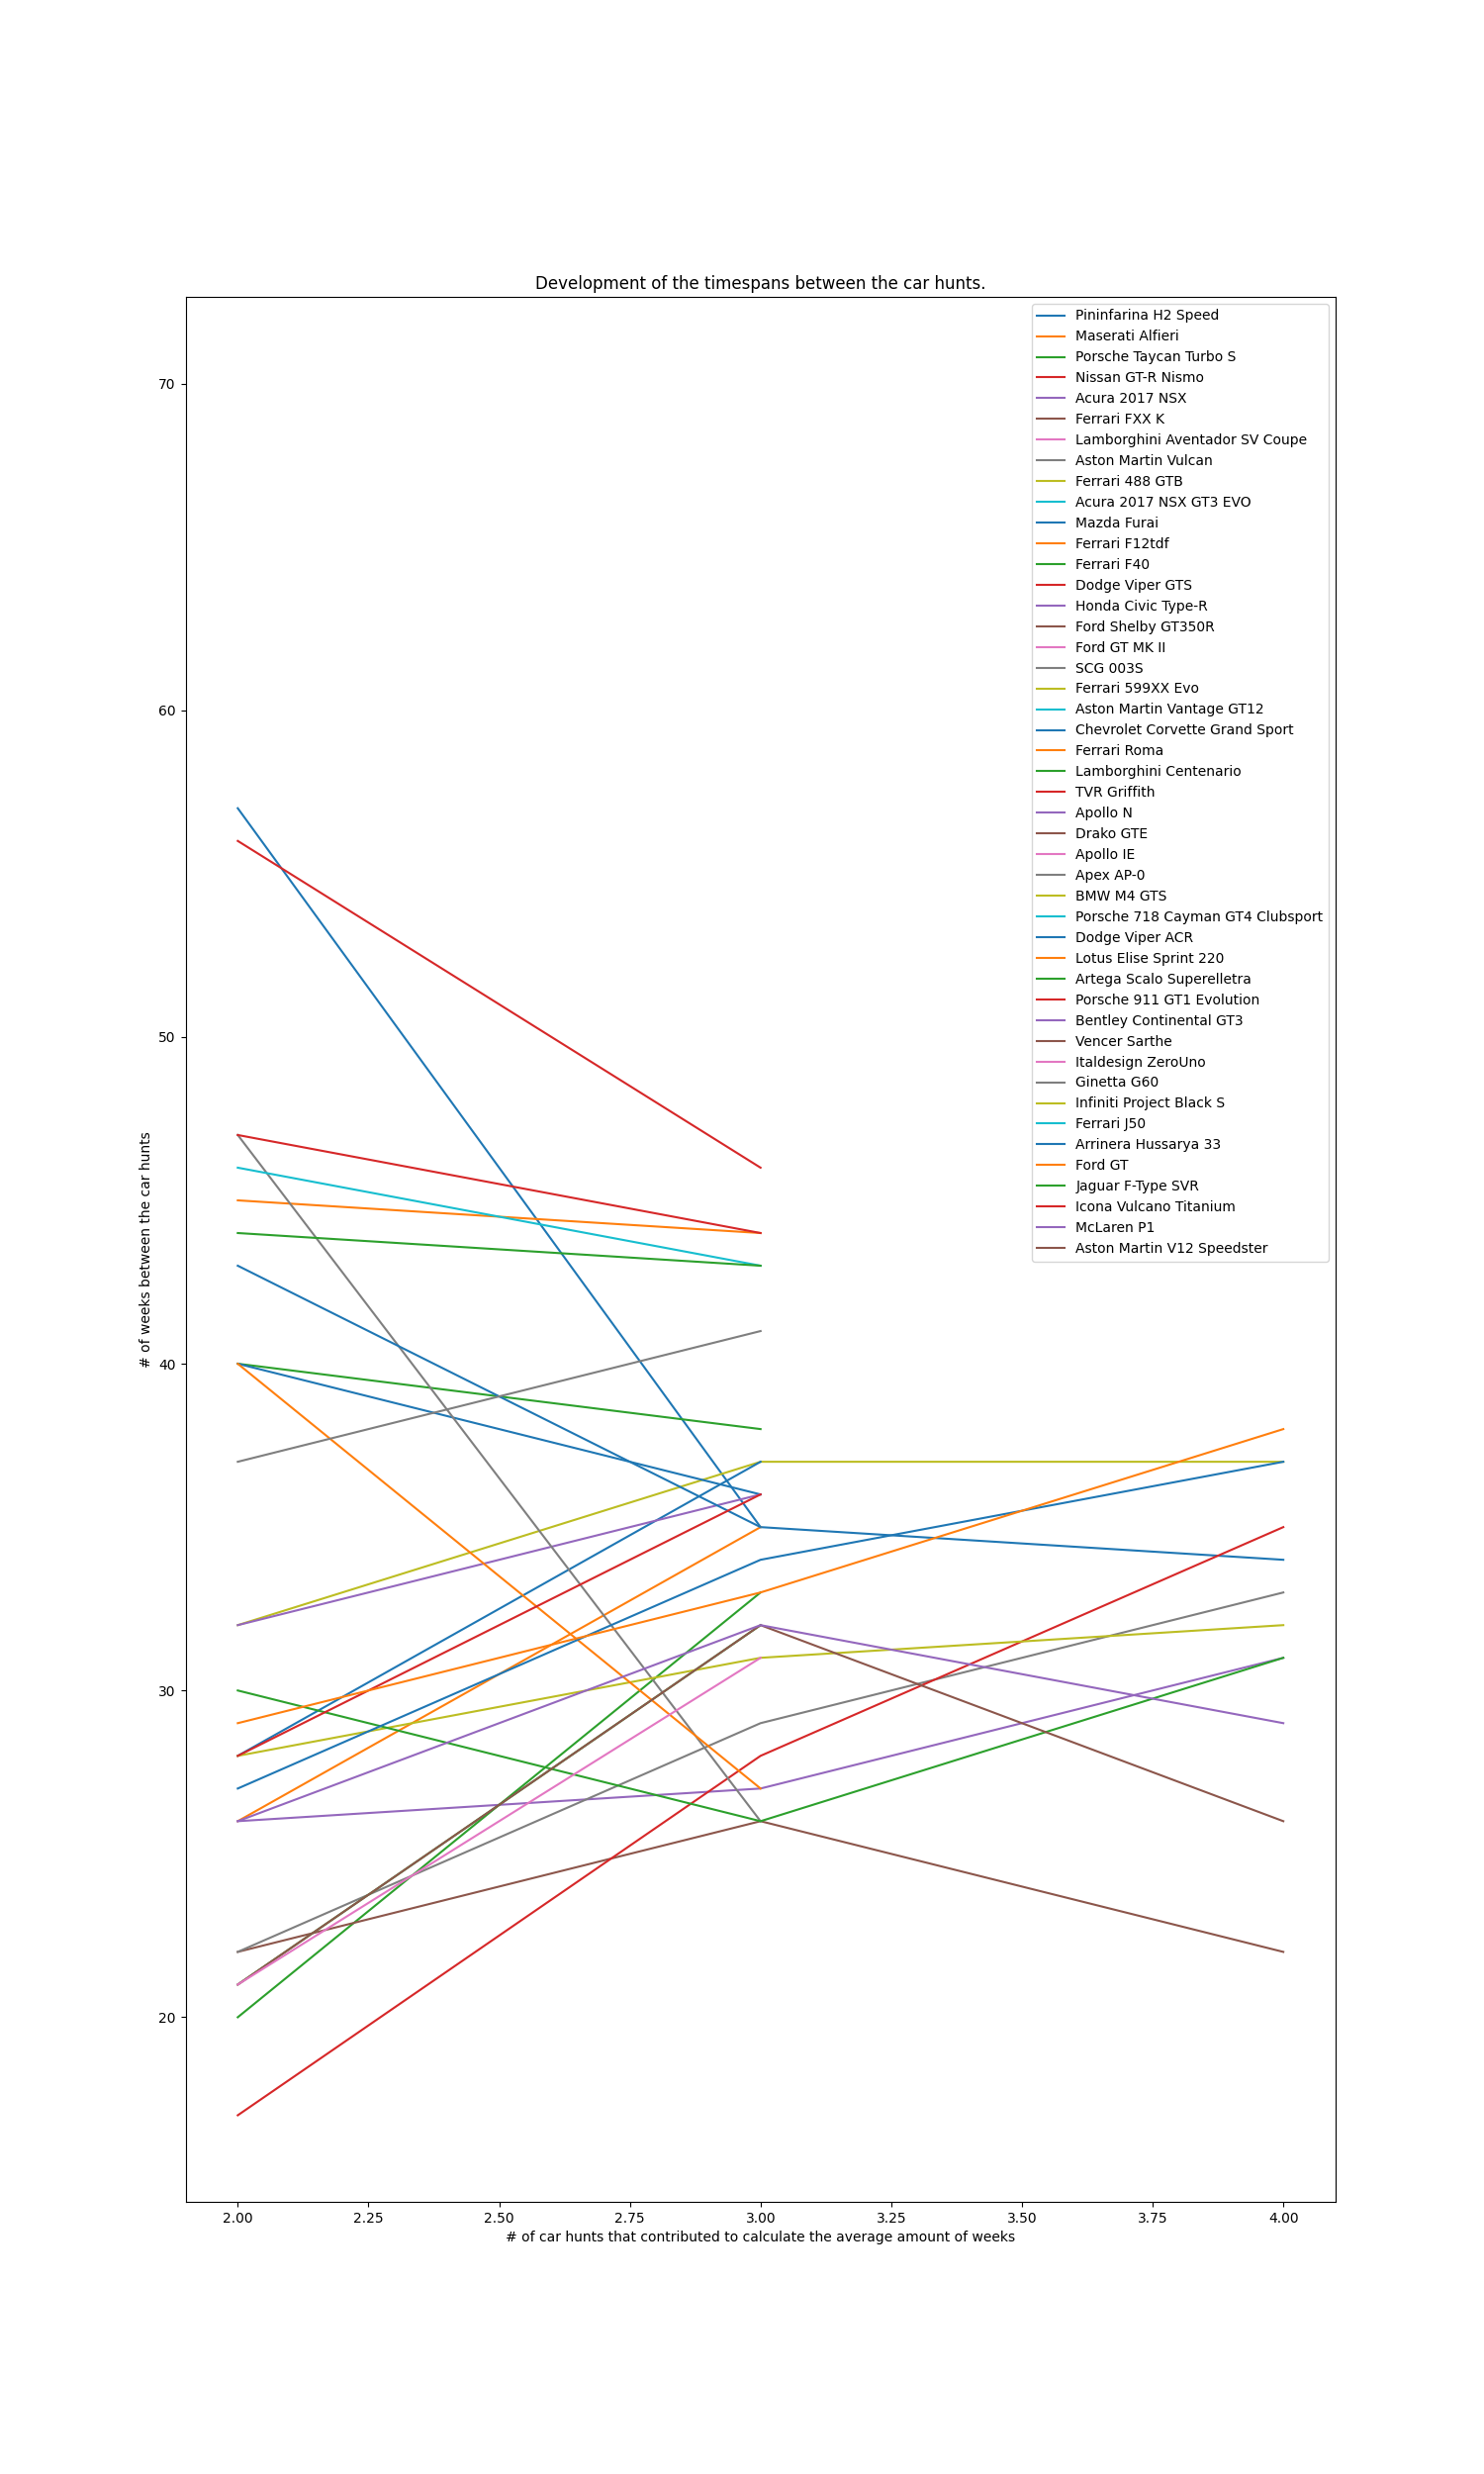 Development of the timespans between the car hunts.
Pininfarina H2 Speed
Maserati Alfieri
Porsche Taycan Turbo S
Nissan GT-R Nismo
Acura 2017 NSX
Ferrari FXX K
Lamborghini Aventador SV Coupe
Aston Martin Vulcan
Ferrari 488 GTB
Acura 2017 NSX GT3 EVO
Mazda Furai
Ferrari F12tdf
Ferrari F40
Dodge Viper GTS
Honda Civic Type-R
Ford Shelby GT350R
Ford GT MK II
SCG 003S
Ferrari 599XX Evo
Aston Martin Vantage GT12
Chevrolet Corvette Grand Sport
Ferrari Roma
Lamborghini Centenario
TVR Griffith
Apollo N
Drako GTE
Apollo IE
Apex AP-0
BMW M4 GTS
Porsche 718 Cayman GT4 Clubsport
Dodge Viper ACR
Lotus Elise Sprint 220
Artega Scalo Superelletra
Porsche 911 GT1 Evolution
Bentley Continental GT3
Vencer Sarthe
Italdesign ZeroUno
Ginetta G60
Infiniti Project Black S
Ferrari J50
Arrinera Hussarya 33
Ford GT
Jaguar F-Type SVR
Icona Vulcano Titanium
McLaren P1
Aston Martin V12 Speedster
# of weeks between the car hunts
70
60
50
40
30
20
2.00 2.25 2.50 2.75 3.00 3.25 3.50 3.75 4.00
# of car hunts that contributed to calculate the average amount of weeks